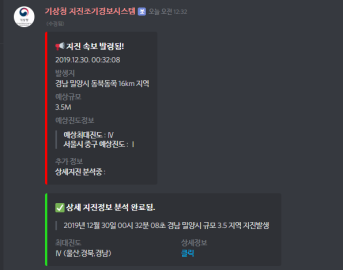 기상청 지진조기경보시스템 봇 오늘 오전 12:32
지진 속보 발령됨!
2019.12.30. 00:32:08
발생지
경남 밀양시 동북동쪽 16km 지역
예상규모
3.5M
예상진도정보
예상최대진도 : Ⅳ
서울시 중구 예상진도 : Ⅰ
추가 정보
상세지진 분석중 :
상세 지진정보 분석 완료됨.
2019년 12월 30일 00시 32분 08초 경남 밀양시 규모 3.5 지역 지진발생
최대진도 상세정보
Ⅳ (울산,경북,경남) 클릭